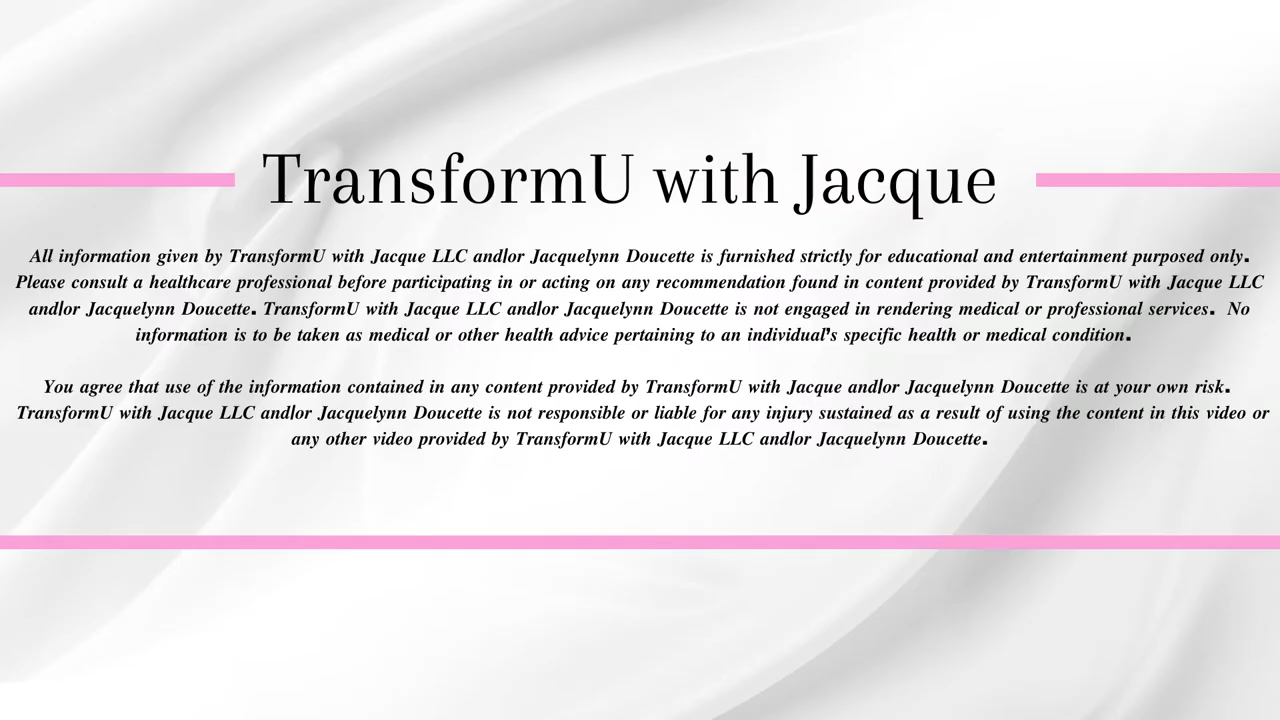 TransformU with Jacque
All information given by TransformU with Jacque LLC and/or Jacquelynn Doucette is furnished strictly for educational and entertainment purposed only.
Please consult a healthcare professional before participating in or acting on any recommendation found in content provided by TransformU with Jacque LLC
and/or Jacquelynn Doucette. TransformU with Jacque LLC and/or Jacquelynn Doucette is not engaged in rendering medical or professional services. No
information is to be taken as medical or other health advice pertaining to an individual's specific health or medical condition.
You agree that use of the information contained in any content provided by TransformU with Jacque and/or Jacquelynn Doucette is at your own risk.
TransformU with Jacque LLC and/or Jacquelynn Doucette is not responsible or liable for any injury sustained as a result of using the content in this video or
any other video provided by TransformU with Jacque LLC and/or Jacquelynn Doucette.